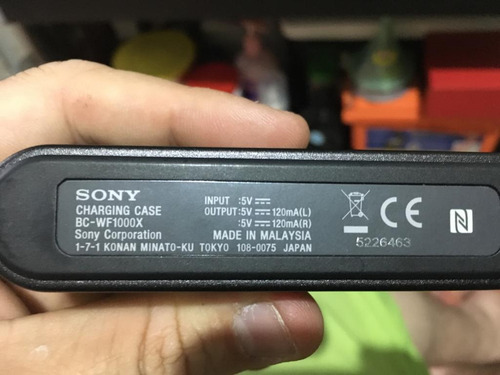 SONY
CHARGING CASE
BC-WF1000X
Sony Corporation
1-7-1 KONAN MINATO-KU TOKYO 108-0075 JAPAN
INPUT :5V ⎓
OUTPUT:5V ⎓ 120mA(L)
:5V ⎓ 120mA(R)
MADE IN MALAYSIA
CE
5226463
N